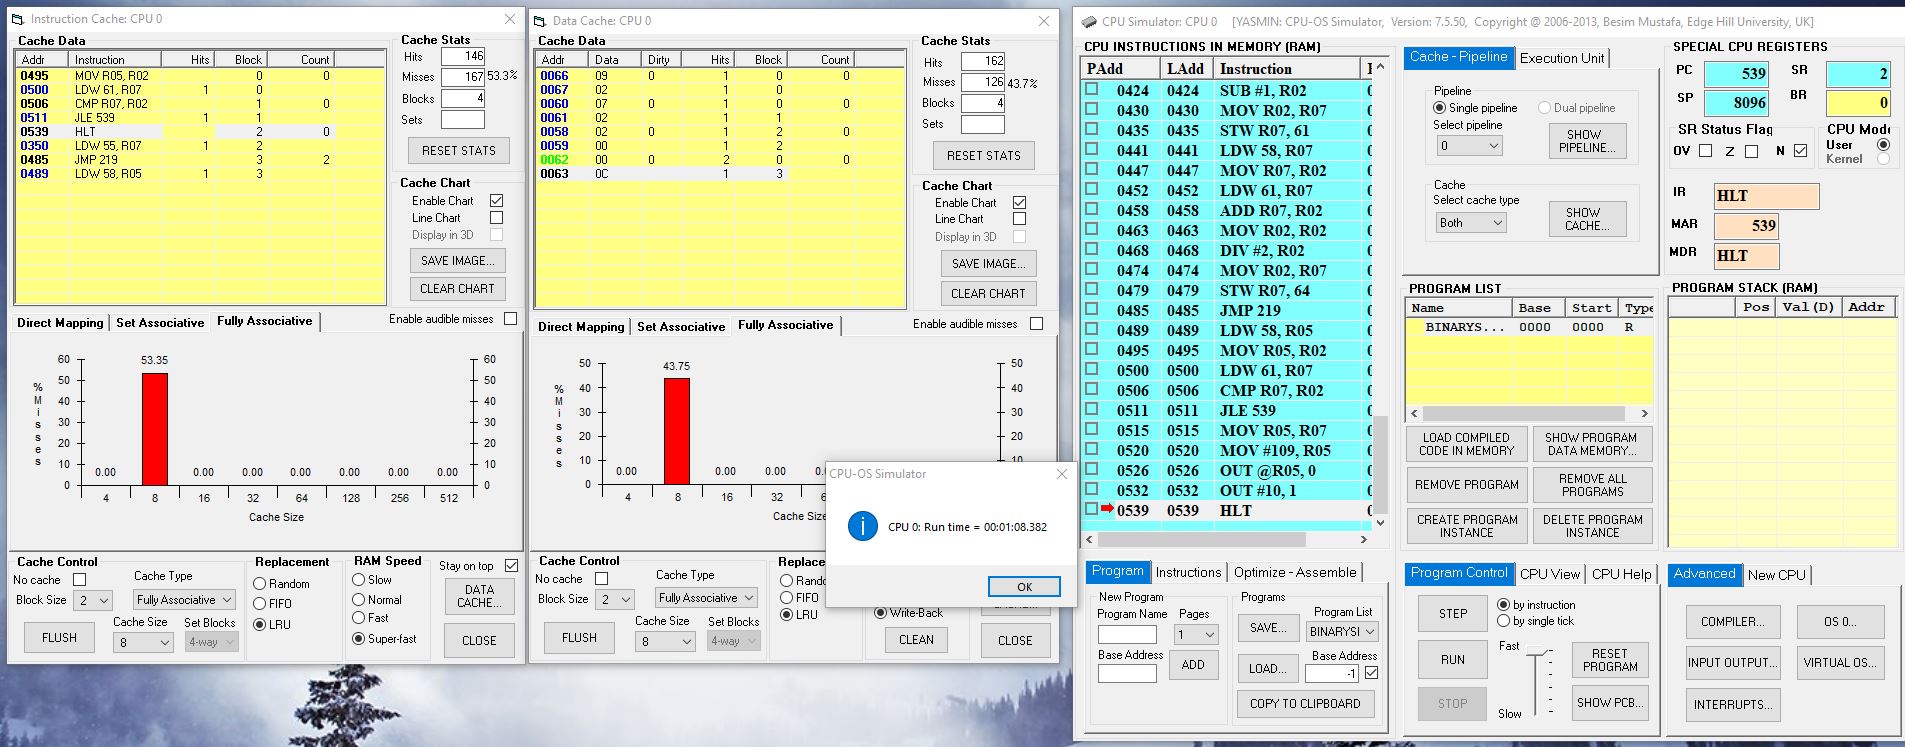 Instruction Cache: CPU 0
Cache Data
Addr Instruction Hits Block Count
0495 MOV R05, R02 0 0
0500 LDW 61, R07 1 0
0506 CMP R07, R02 1 0
0511 JLE 539 1 1
0539 HLT 2 0
0350 LDW 55, R07 1 2
0485 JMP 219 3 2
0489 LDW 58, R05 1 3
Cache Stats
Hits 146
Misses 167 53.3%
Blocks 4
Sets
RESET STATS
Cache Chart
Enable Chart
Line Chart
Display in 3D
SAVE IMAGE...
CLEAR CHART
Direct Mapping Set Associative Fully Associative
Enable audible misses
% Misses
60 53.35 60
50 50
40 40
30 30
20 20
10 0.00 0.00 0.00 0.00 0.00 0.00 0.00 10
0 0
4 8 16 32 64 128 256 512
Cache Size
Cache Control
No cache
Cache Type
Block Size 2 Fully Associative
FLUSH
Cache Size
8
Set Blocks
4-way
Replacement
Random
FIFO
LRU
RAM Speed
Slow
Normal
Fast
Super-fast
Stay on top
DATA CACHE...
CLOSE
Data Cache: CPU 0
Cache Data
Addr Data Dirty Hits Block Count
0066 09 0 1 0 0
0067 02 1 0
0060 07 0 1 1 0
0061 02 1 1
0058 02 0 1 2 0
0059 00 1 2
0062 00 0 2 0 0
0063 0C 1 3
Cache Stats
Hits 162
Misses 126 43.7%
Blocks 4
Sets
RESET STATS
Cache Chart
Enable Chart
Line Chart
Display in 3D
SAVE IMAGE...
CLEAR CHART
Direct Mapping Set Associative Fully Associative
Enable audible misses
% Misses
50 43.75 50
40 40
30 30
20 20
10 0.00 0.00 0.00 0.00
0
4 8 16 32
Cache Size
Cache Control
No cache
Cache Type
Block Size 2 Fully Associative
FLUSH
Cache Size
8
Set Blocks
4-way
FIFO
LRU
Write-Back
CLEAN
CLOSE
CPU-OS Simulator
CPU 0: Run time = 00:01:08.382
OK
CPU Simulator: CPU 0 [YASMIN: CPU-OS Simulator, Version: 7.5.50, Copyright @ 2006-2013, Besim Mustafa, Edge Hill University, UK]
CPU INSTRUCTIONS IN MEMORY (RAM)
PAdd LAdd Instruction
0424 0424 SUB #1, R02
0430 0430 MOV R02, R07
0435 0435 STW R07, 61
0441 0441 LDW 58, R07
0447 0447 MOV R07, R02
0452 0452 LDW 61, R07
0458 0458 ADD R07, R02
0463 0463 MOV R02, R02
0468 0468 DIV #2, R02
0474 0474 MOV R02, R07
0479 0479 STW R07, 64
0485 0485 JMP 219
0489 0489 LDW 58, R05
0495 0495 MOV R05, R02
0500 0500 LDW 61, R07
0506 0506 CMP R07, R02
0511 0511 JLE 539
0515 0515 MOV R05, R07
0520 0520 MOV #109, R05
0526 0526 OUT @R05, 0
0532 0532 OUT #10, 1
0539 0539 HLT
Program Instructions Optimize - Assemble
New Program
Program Name Pages
1
Base Address
ADD
Programs
SAVE...
Program List
BINARYSI
LOAD...
Base Address
-1
COPY TO CLIPBOARD
Cache - Pipeline Execution Unit
Pipeline
Single pipeline Dual pipeline
Select pipeline
0
SHOW PIPELINE...
Cache
Select cache type
Both
SHOW CACHE...
PROGRAM LIST
Name Base Start Type
BINARYS... 0000 0000 R
LOAD COMPILED CODE IN MEMORY
SHOW PROGRAM DATA MEMORY...
REMOVE PROGRAM
REMOVE ALL PROGRAMS
CREATE PROGRAM INSTANCE
DELETE PROGRAM INSTANCE
Program Control CPU View CPU Help
STEP
by instruction
by single tick
RUN
Fast
RESET PROGRAM
STOP
Slow
SHOW PCB...
SPECIAL CPU REGISTERS
PC 539 SR 2
SP 8096 BR 0
SR Status Flag
OV Z N
CPU Mode
User
Kernel
IR HLT
MAR 539
MDR HLT
PROGRAM STACK (RAM)
Pos Val(D) Addr
Advanced New CPU
COMPILER... OS 0...
INPUT OUTPUT... VIRTUAL OS...
INTERRUPTS...